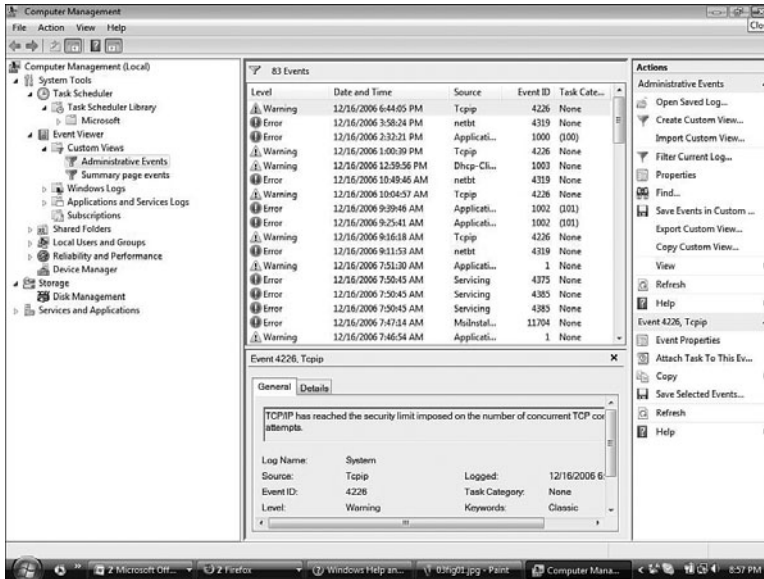 Computer Management
File Action View Help
Clo
Computer Management (Local)
System Tools
Task Scheduler
Task Scheduler Library
Microsoft
Event Viewer
Custom Views
Administrative Events
Summary page events
Windows Logs
Applications and Services Logs
Subscriptions
Shared Folders
Local Users and Groups
Reliability and Performance
Device Manager
Storage
Disk Management
Services and Applications
83 Events
Level Date and Time Source Event ID Task Cate...
Warning 12/16/2006 6:44:05 PM Tcpip 4226 None
Error 12/16/2006 3:58:24 PM netbt 4319 None
Error 12/16/2006 2:32:21 PM Applicati... 1000 (100)
Warning 12/16/2006 1:00:39 PM Tcpip 4226 None
Warning 12/16/2006 12:59:56 PM Dhcp-Cli... 1003 None
Error 12/16/2006 10:49:46 AM netbt 4319 None
Warning 12/16/2006 10:04:57 AM Tcpip 4226 None
Error 12/16/2006 9:39:46 AM Applicati... 1002 (101)
Error 12/16/2006 9:25:41 AM Applicati... 1002 (101)
Warning 12/16/2006 9:16:18 AM Tcpip 4226 None
Error 12/16/2006 9:11:53 AM netbt 4319 None
Warning 12/16/2006 7:51:30 AM Applicati... 1 None
Error 12/16/2006 7:50:45 AM Servicing 4375 None
Error 12/16/2006 7:50:45 AM Servicing 4385 None
Error 12/16/2006 7:50:45 AM Servicing 4385 None
Error 12/16/2006 7:47:14 AM MsiInstal... 11704 None
Warning 12/16/2006 7:46:54 AM Applicati... 1 None
Event 4226, Tcpip
General Details
TCP/IP has reached the security limit imposed on the number of concurrent TCP cor
attempts.
Log Name: System
Source: Tcpip Logged: 12/16/2006 6:
Event ID: 4226 Task Category: None
Level: Warning Keywords: Classic
Actions
Administrative Events
Open Saved Log...
Create Custom View...
Import Custom View...
Filter Current Log...
Properties
Find...
Save Events in Custom ...
Export Custom View...
Copy Custom View...
View
Refresh
Help
Event 4226, Tcpip
Event Properties
Attach Task To This Ev...
Copy
Save Selected Events...
Refresh
Help
2 Microsoft Off... 2 Firefox Windows Help an... 03fig01.jpg - Paint Computer Mana... 8:57 PM